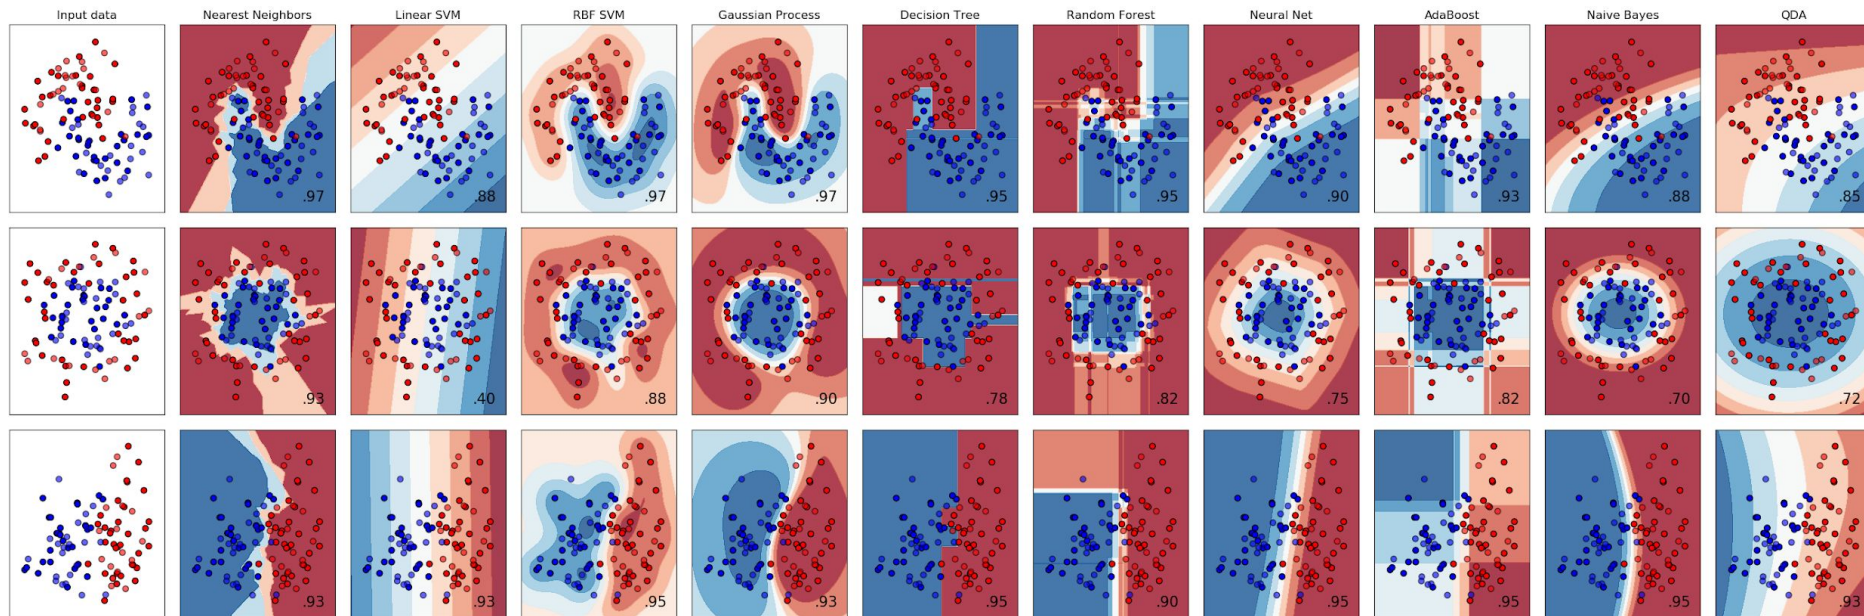 Input data
Nearest Neighbors
Linear SVM
RBF SVM
Gaussian Process
Decision Tree
Random Forest
Neural Net
AdaBoost
Naive Bayes
QDA
.97
.88
.97
.97
.95
.95
.90
.93
.88
.85
.93
.40
.88
.90
.78
.82
.75
.82
.70
.72
.93
.93
.95
.93
.95
.90
.95
.95
.95
.93